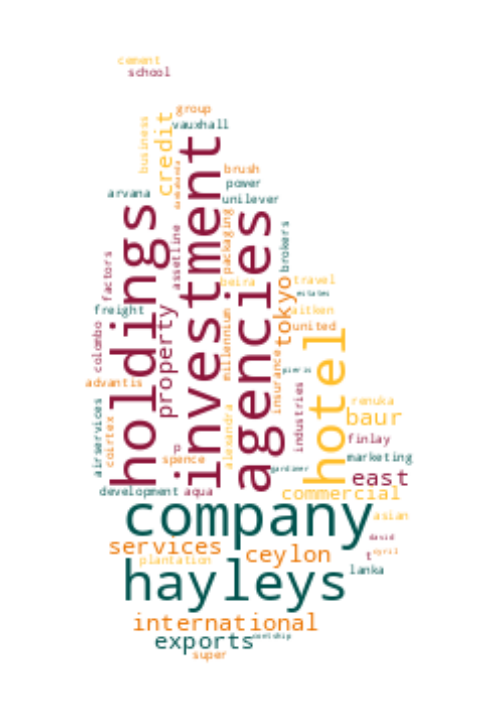 cement
school
group
vauxhall
business
credit
investment
brush
power
unilever
arvana
holdings
agencies
packaging
brokers
assetline
factors
beira
travel
estates
tokyo
freight
property
millennium
aitken
united
colombo
hotel
insurance
pieris
advantis
industries
renuka
baur
airservices
alexandra
finlay
p
spence
marketing
gardiner
east
development
aqua
commercial
company
asian
services
ceylon
david
cyril
t
plantation
lanka
hayleys
international
exports
super